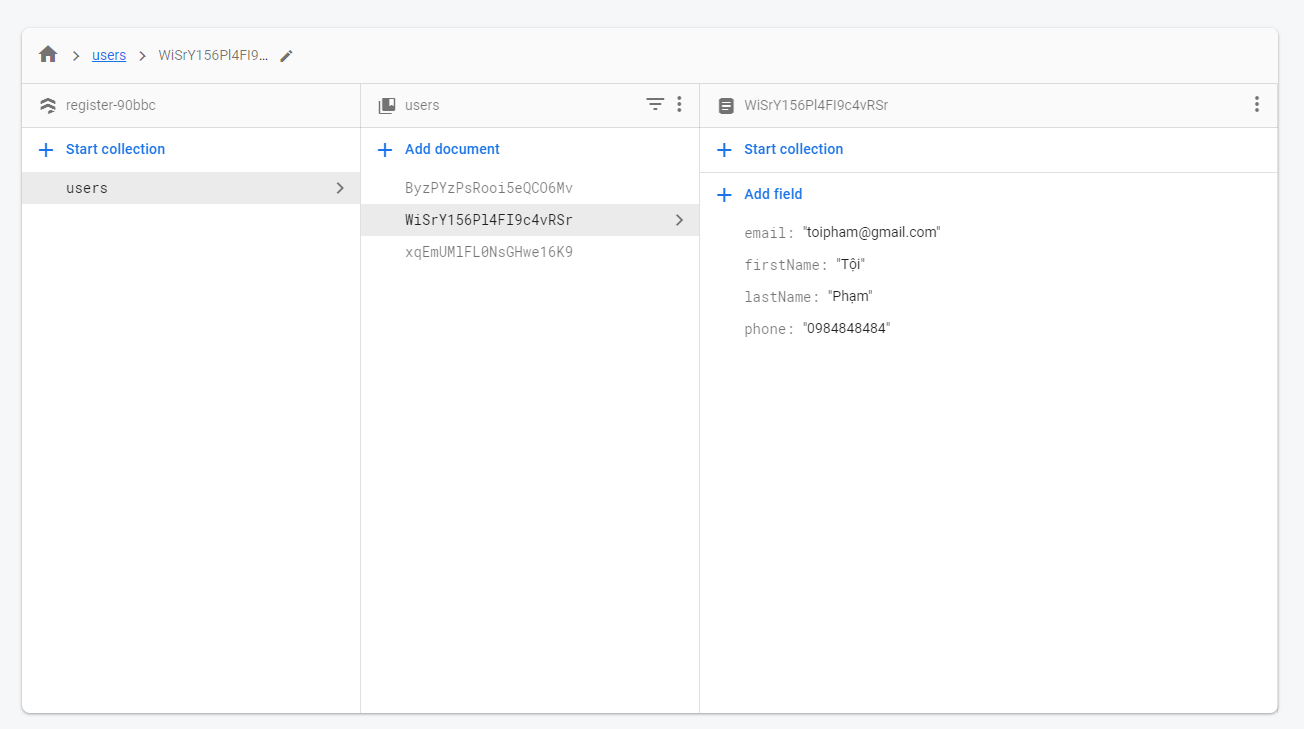 users
WiSrY156Pl4FI9...
register-90bbc
users
WiSrY156Pl4FI9c4vRSr
Start collection
Add document
Start collection
users
ByzPYzPsRooi5eQCO6Mv
WiSrY156Pl4FI9c4vRSr
xqEmUMlFL0NsGHwe16K9
Add field
email: "toipham@gmail.com"
firstName: "Tội"
lastName: "Phạm"
phone: "0984848484"